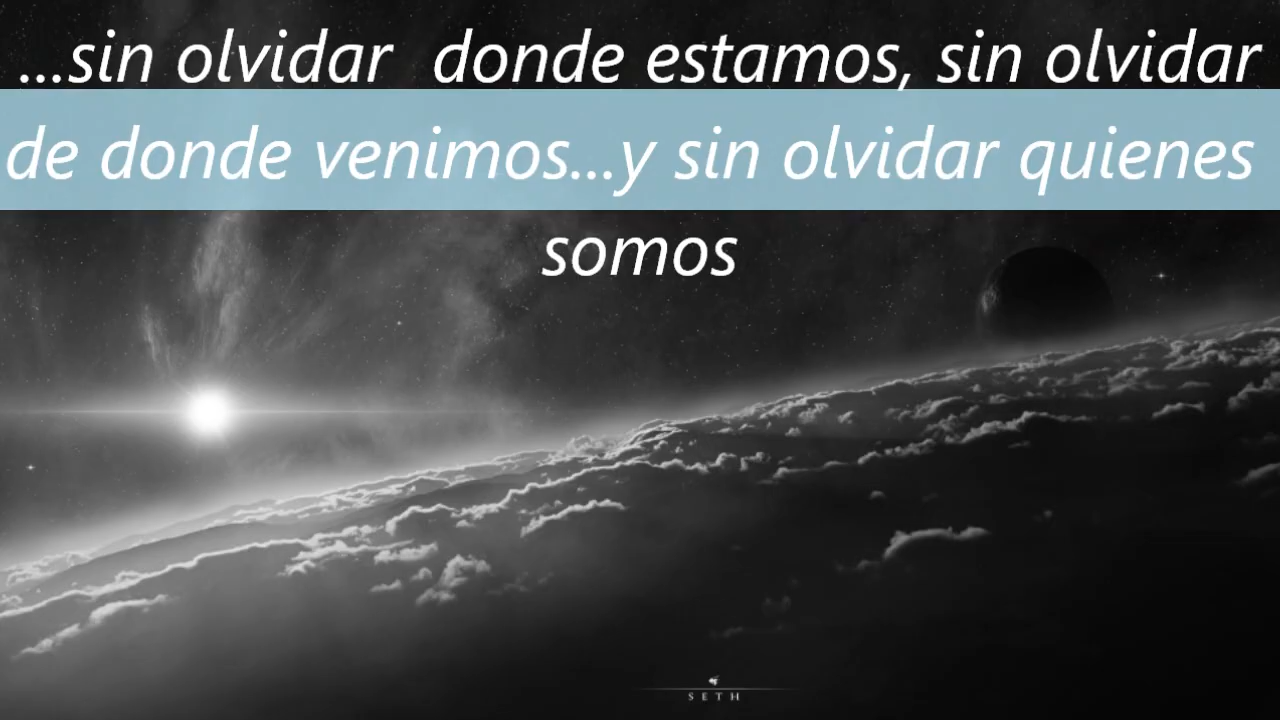 ...sin olvidar  donde estamos, sin olvidar
de donde venimos...y sin olvidar quienes
somos
SETH